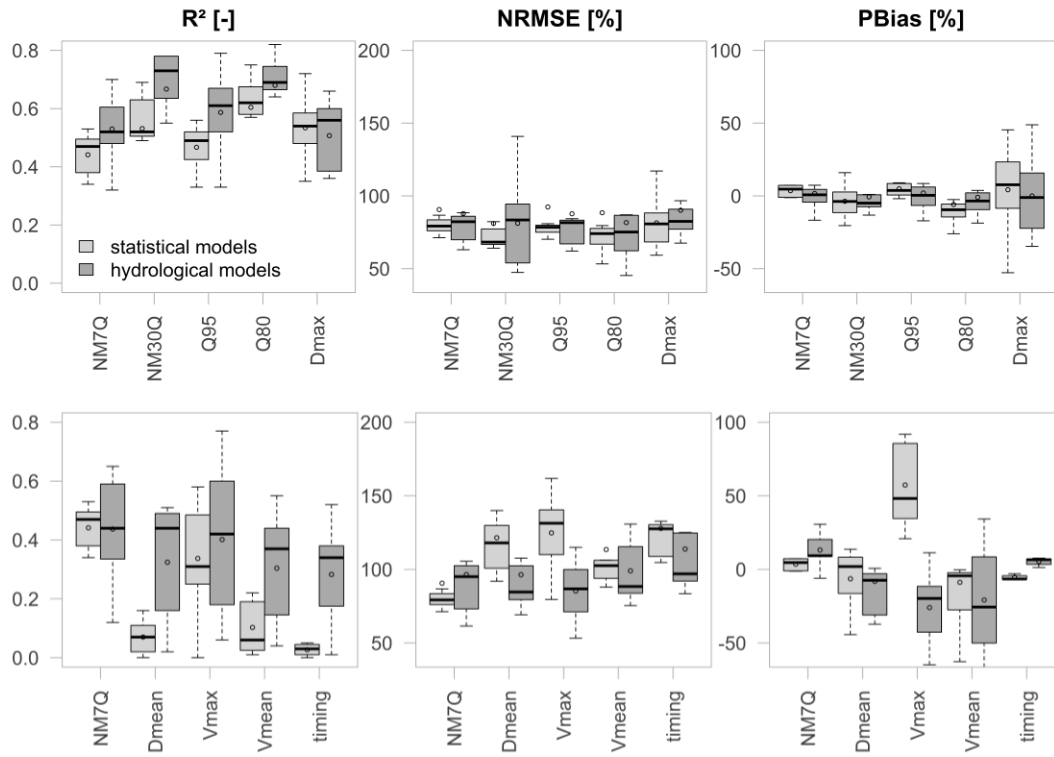 R² [-]
NRMSE [%]
PBias [%]
0.8
0.6
0.4
0.2
0.0
statistical models
hydrological models
NM7Q
NM30Q
Q95
Q80
Dmax
200
150
100
50
NM7Q
NM30Q
Q95
Q80
Dmax
100
50
0
-50
NM7Q
NM30Q
Q95
Q80
Dmax
0.8
0.6
0.4
0.2
0.0
NM7Q
Dmean
Vmax
Vmean
timing
200
150
100
50
NM7Q
Dmean
Vmax
Vmean
timing
100
50
0
-50
NM7Q
Dmean
Vmax
Vmean
timing